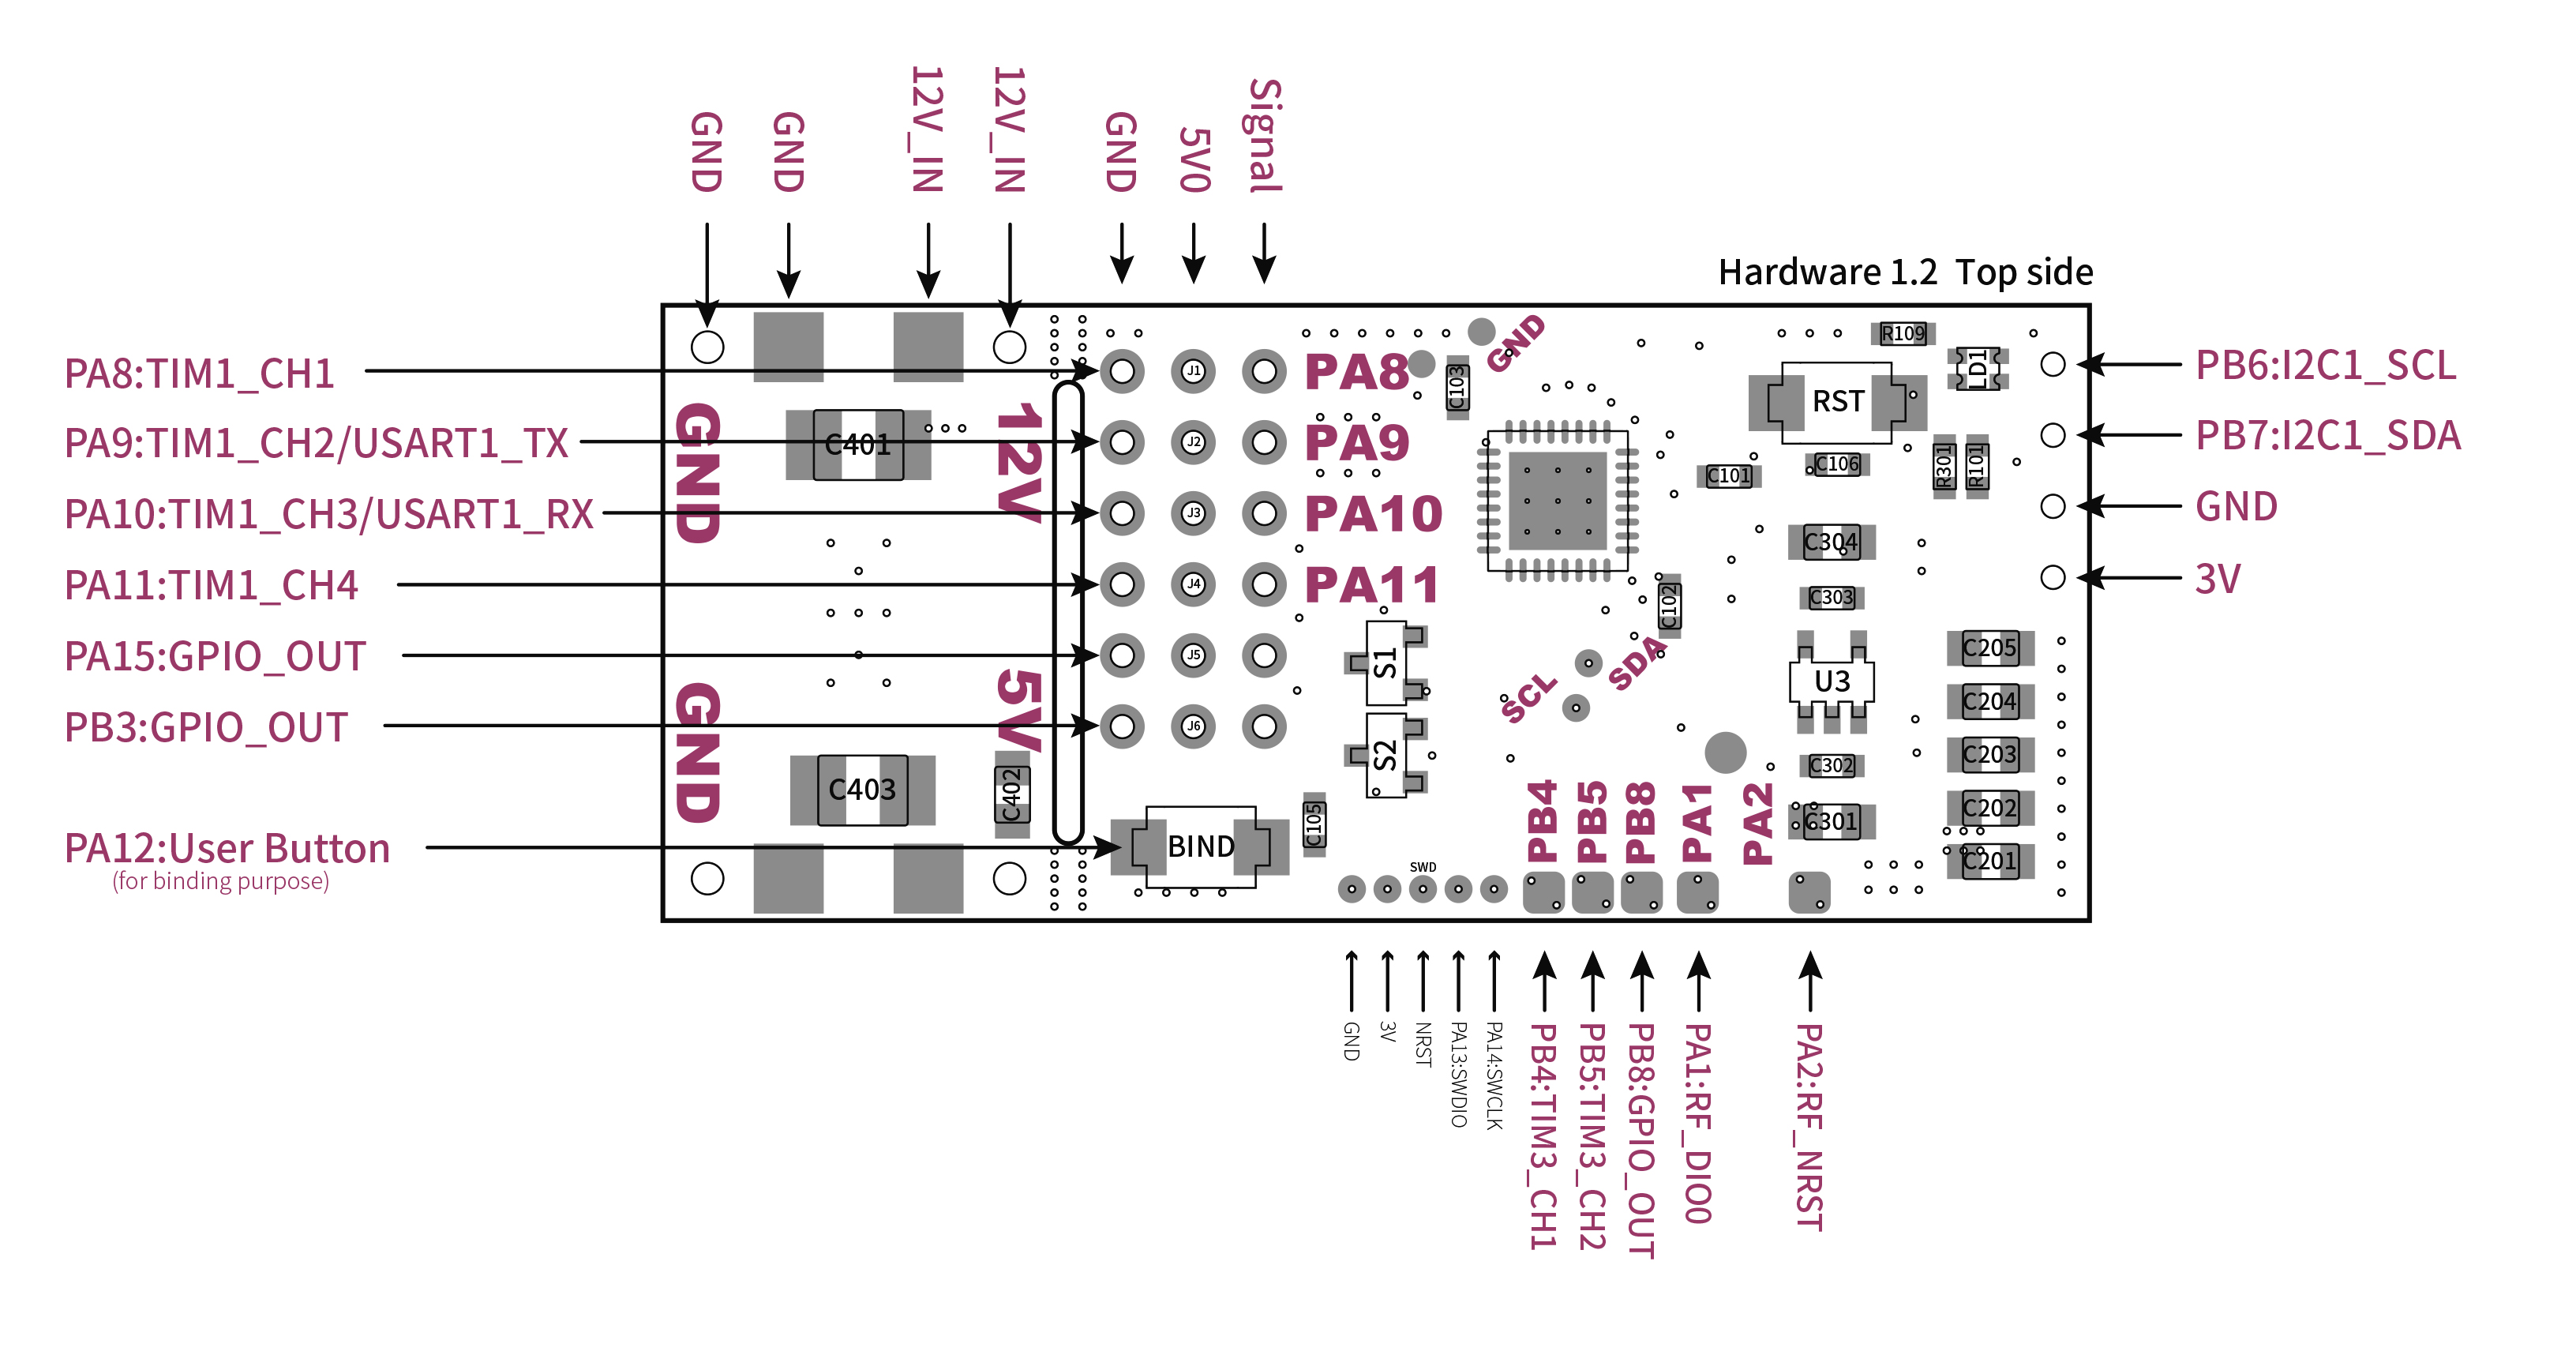 GND
GND
12V_IN
12V_IN
GND
5V0
Signal
Hardware 1.2 Top side
PA8:TIM1_CH1
PA9:TIM1_CH2/USART1_TX
PA10:TIM1_CH3/USART1_RX
PA11:TIM1_CH4
PA15:GPIO_OUT
PB3:GPIO_OUT
PA12:User Button
(for binding purpose)
GND
12V
C401
GND
5V
C403
C402
J1
J2
J3
J4
J5
J6
PA8
PA9
PA10
PA11
GND
C103
S1
S2
BIND
C105
SWD
SCL
SDA
C102
C101
R109
LD1
RST
C106
R301
R101
C304
C303
U3
C302
C301
C205
C204
C203
C202
C201
PB4
PB5
PB8
PA1
PA2
PB6:I2C1_SCL
PB7:I2C1_SDA
GND
3V
GND
3V
NRST
PA13:SWDIO
PA14:SWCLK
PB4:TIM3_CH1
PB5:TIM3_CH2
PB8:GPIO_OUT
PA1:RF_DIO0
PA2:RF_NRST